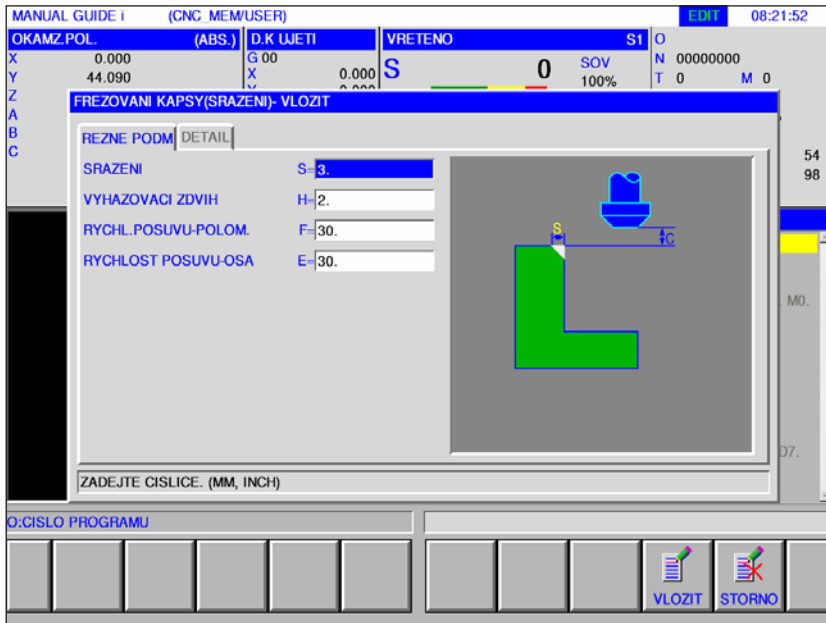 MANUAL GUIDE i (CNC_MEM/USER) EDIT 08:21:52
OKAMZ.POL. (ABS.) D.K UJETI VRETENO S1 O
X 0.000 G 00 N 00000000
Y 44.090 X 0.000 S 0 SOV 100% T 0 M 0
Z
A
B
C
54
98
FREZOVANI KAPSY(SRAZENI)- VLOZIT
REZNE PODM DETAIL
SRAZENI S=3.
VYHAZOVACI ZDVIH H=2.
RYCHL.POSUVU-POLOM. F=30.
RYCHLOST POSUVU-OSA E=30.
S
C
M0.
D7.
ZADEJTE CISLICE. (MM, INCH)
O:CISLO PROGRAMU
VLOZIT STORNO